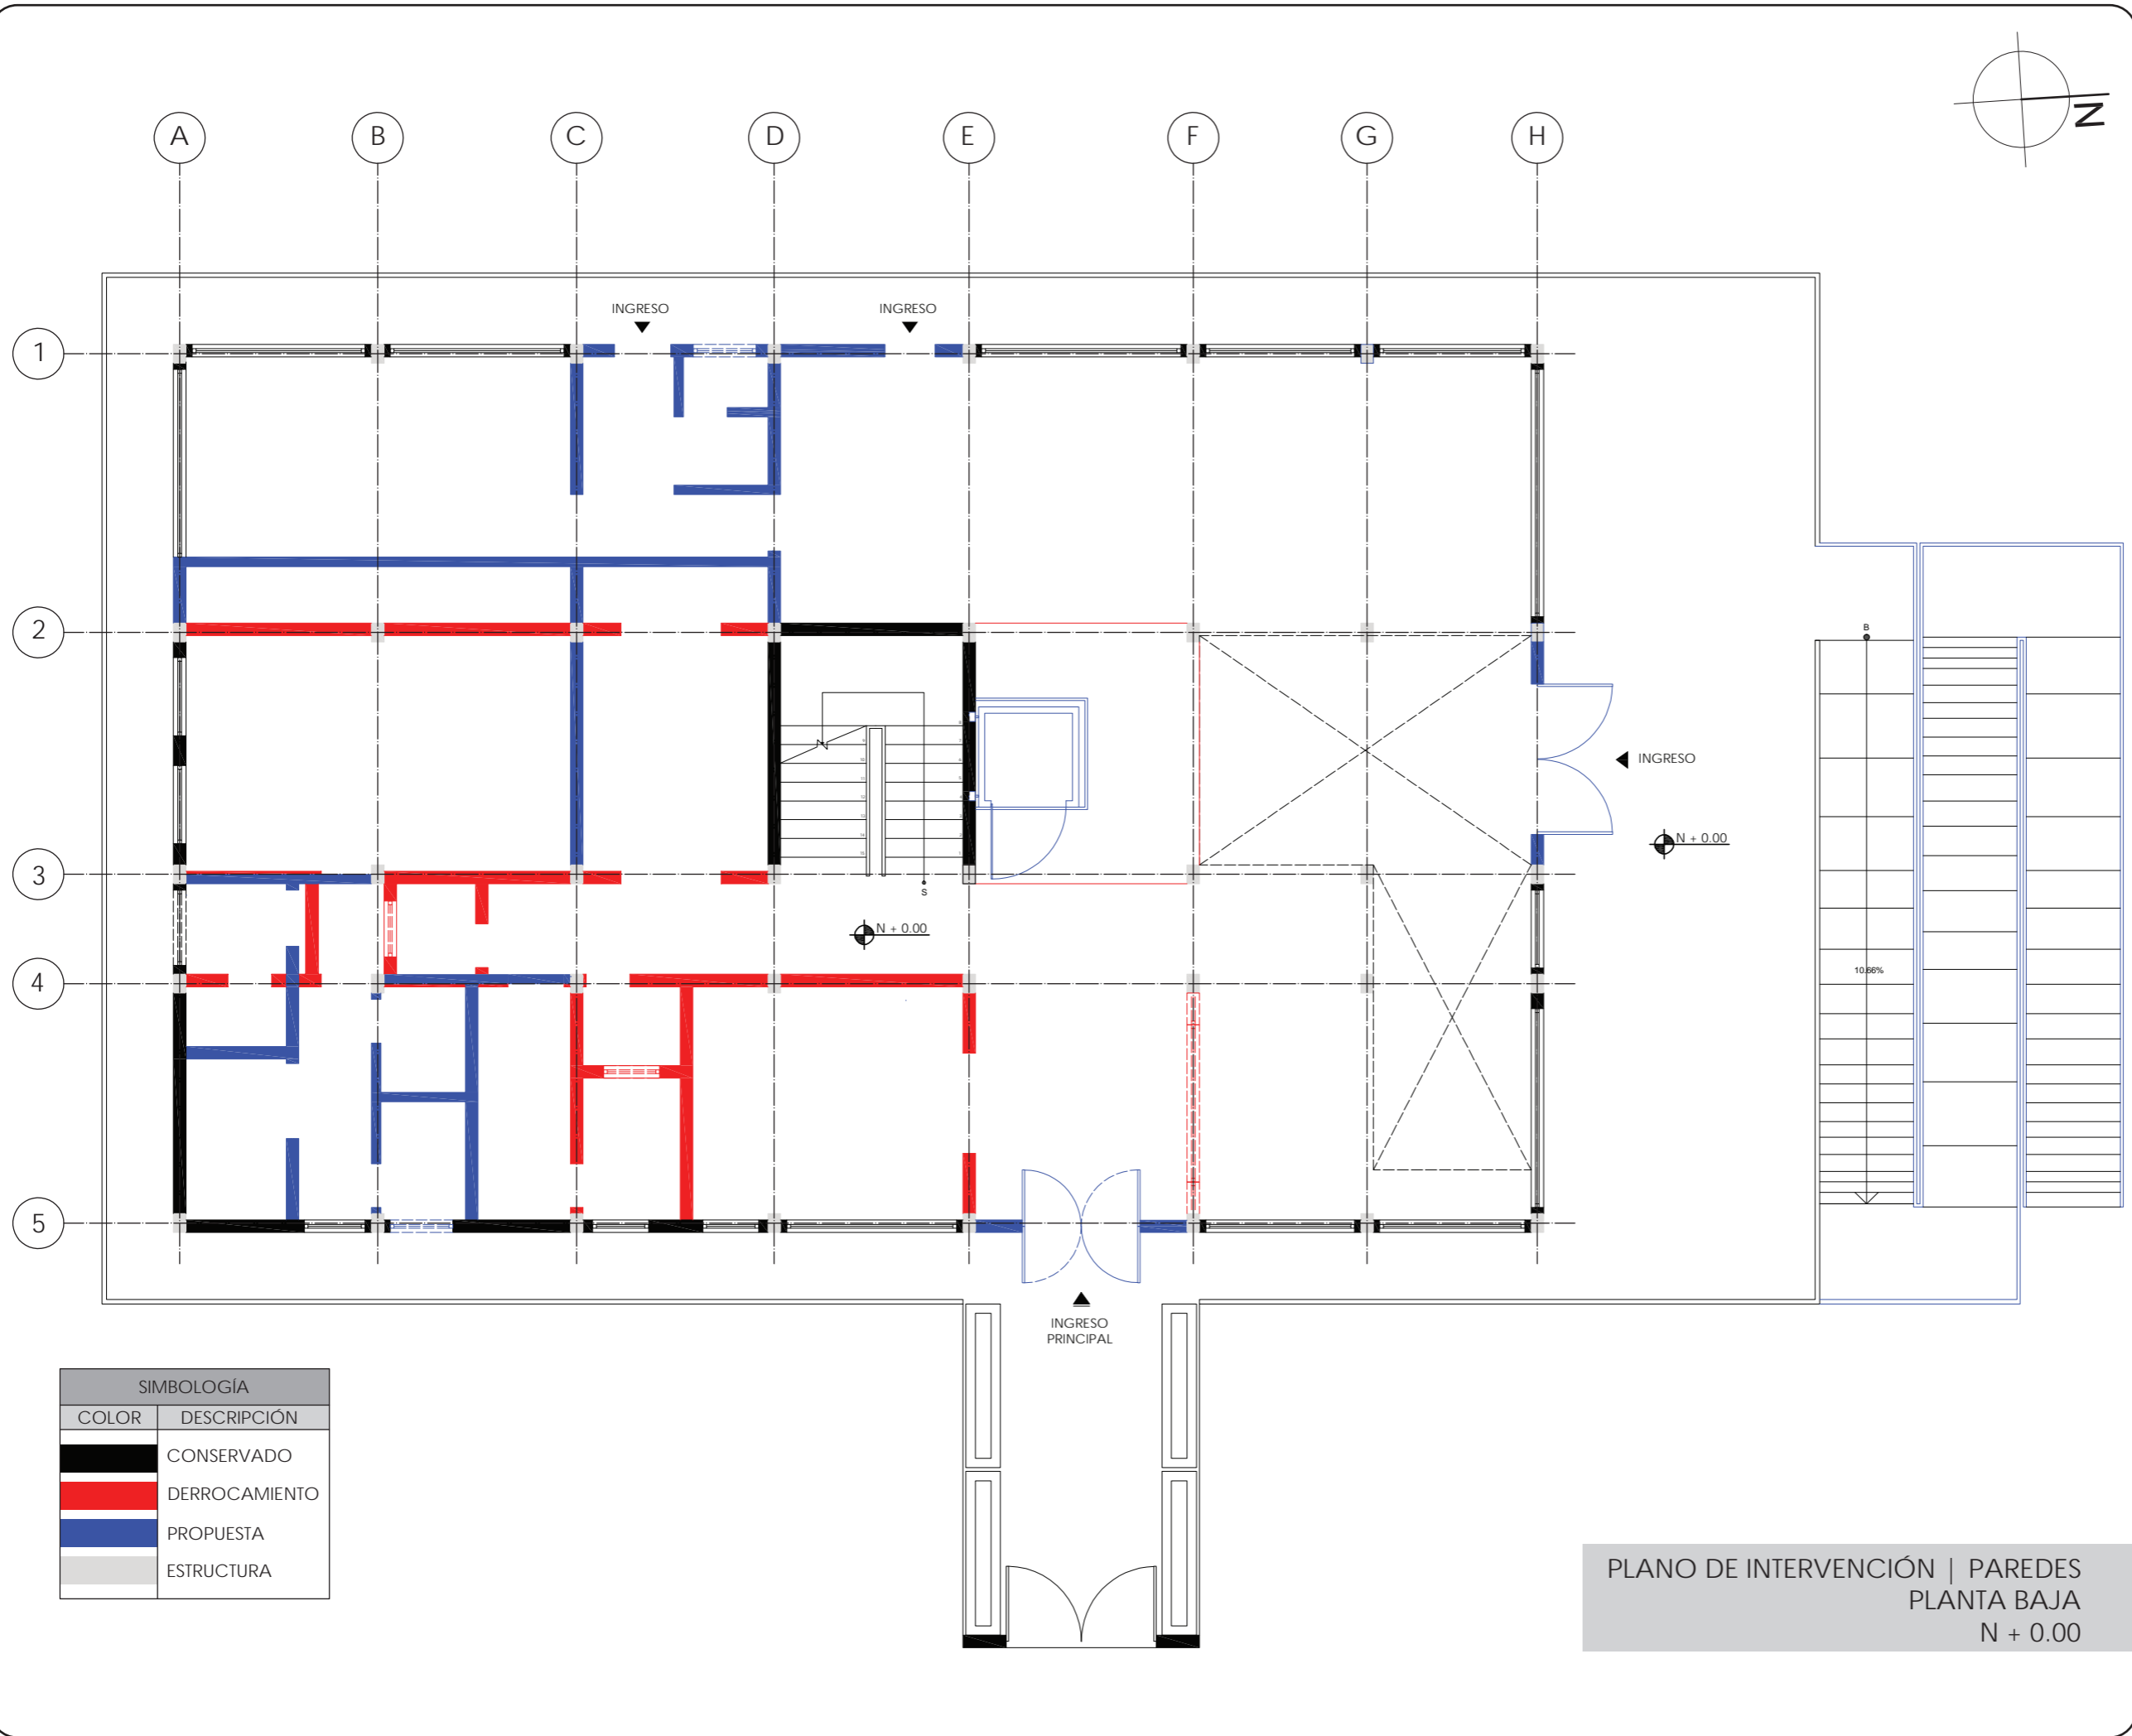 N
A
B
C
D
E
F
G
H
INGRESO
INGRESO
1
2
B
INGRESO
N + 0.00
3
S
N + 0.00
4
10.66%
5
INGRESO
PRINCIPAL
SIMBOLOGÍA
COLOR DESCRIPCIÓN
CONSERVADO
DERROCAMIENTO
PROPUESTA
ESTRUCTURA
PLANO DE INTERVENCIÓN | PAREDES
PLANTA BAJA
N + 0.00